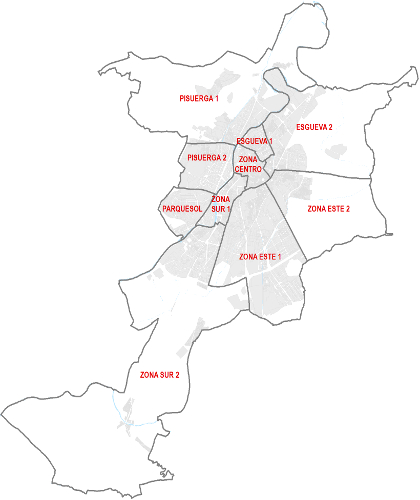 PISUERGA 1
ESGUEVA 2
ESGUEVA 1
PISUERGA 2
ZONA
CENTRO
PARQUESOL
ZONA
SUR 1
ZONA ESTE 2
ZONA ESTE 1
ZONA SUR 2